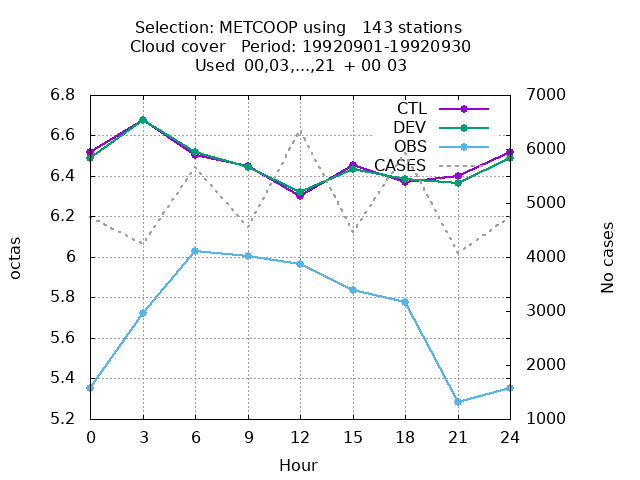 Selection: METCOOP using   143 stations
Cloud cover   Period: 19920901-19920930
Used  00,03,...,21  + 00 03
6.8
6.6
6.4
6.2
6
5.8
5.6
5.4
5.2
7000
6000
5000
4000
3000
2000
1000
CTL
DEV
OBS
CASES
octas
No cases
0 3 6 9 12 15 18 21 24
Hour